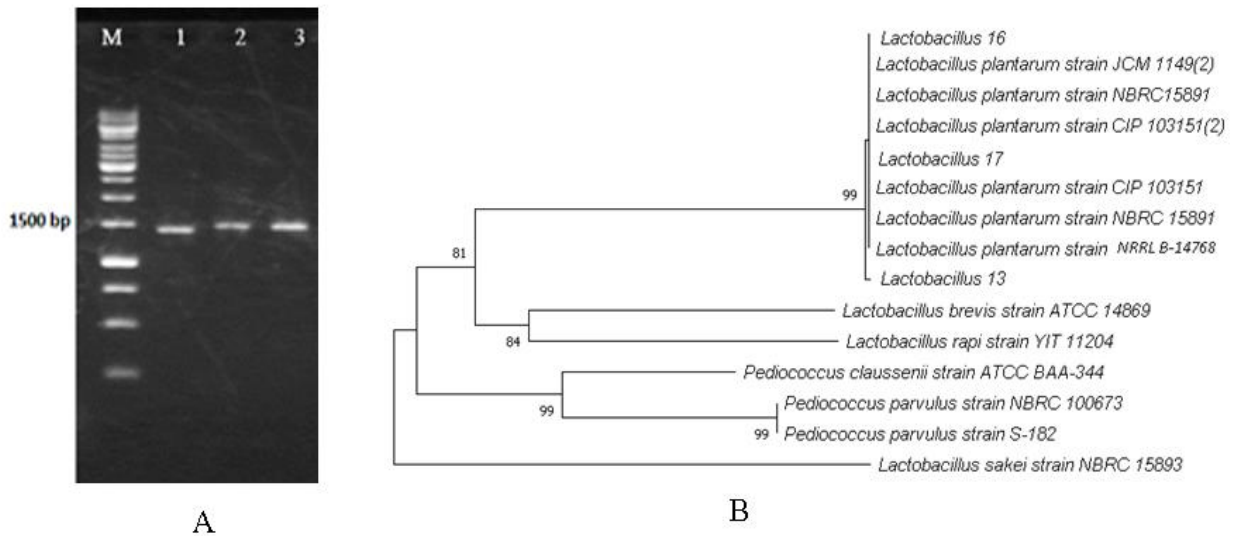 M 1 2 3
1500 bp
A
Lactobacillus 16
Lactobacillus plantarum strain JCM 1149(2)
Lactobacillus plantarum strain NBRC15891
Lactobacillus plantarum strain CIP 103151(2)
Lactobacillus 17
99
Lactobacillus plantarum strain CIP 103151
Lactobacillus plantarum strain NBRC 15891
Lactobacillus plantarum strain NRRL B-14768
81
Lactobacillus 13
Lactobacillus brevis strain ATCC 14869
84
Lactobacillus rapi strain YIT 11204
Pediococcus claussenii strain ATCC BAA-344
99
Pediococcus parvulus strain NBRC 100673
99
Pediococcus parvulus strain S-182
Lactobacillus sakei strain NBRC 15893
B